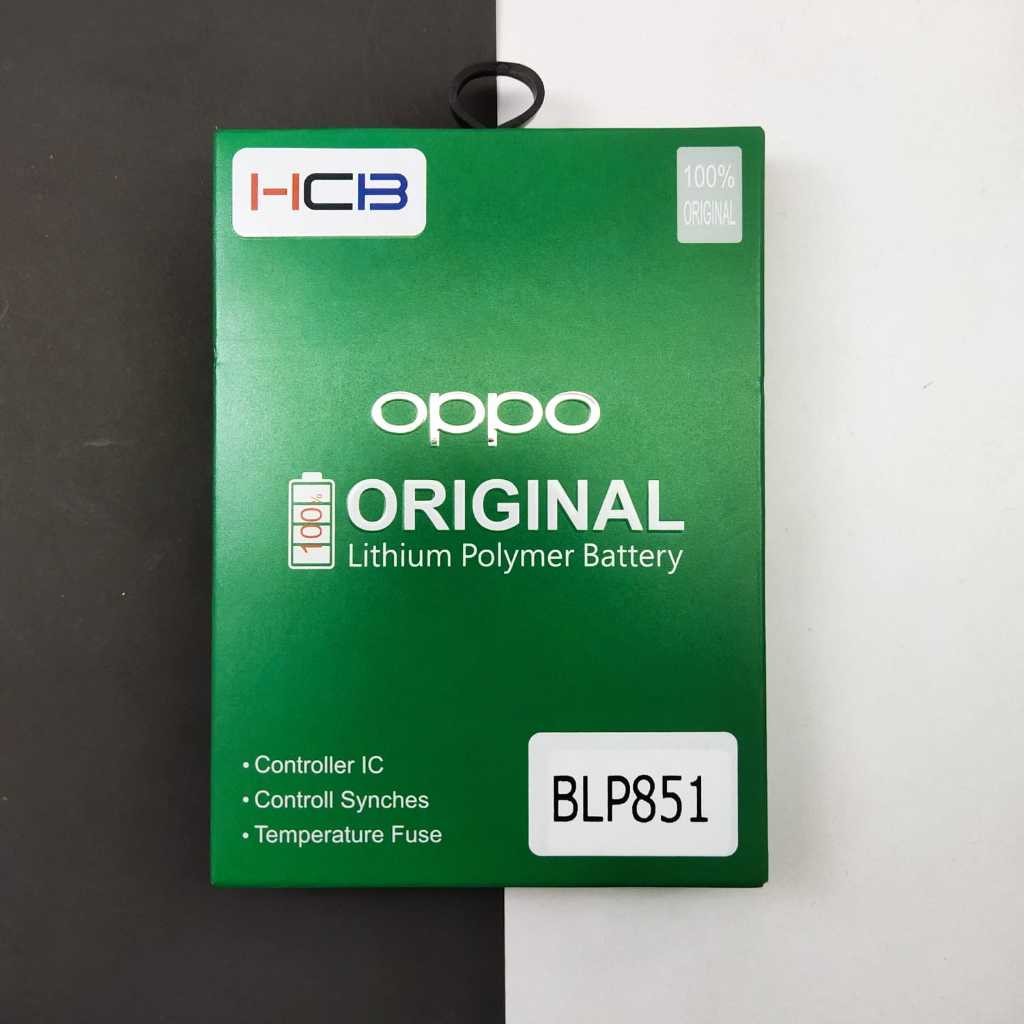 HCB
100%
ORIGINAL
oppo
100%
ORIGINAL
Lithium Polymer Battery
• Controller IC
• Controll Synches
• Temperature Fuse
BLP851